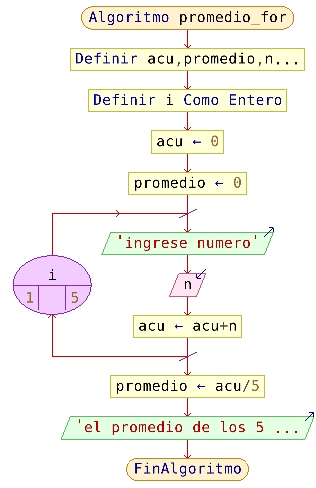 Algoritmo promedio_for
Definir acu,promedio,n...
Definir i Como Entero
acu ← 0
promedio ← 0
'ingrese numero'
i
1 5
n
acu ← acu+n
promedio ← acu/5
'el promedio de los 5 ...
FinAlgoritmo